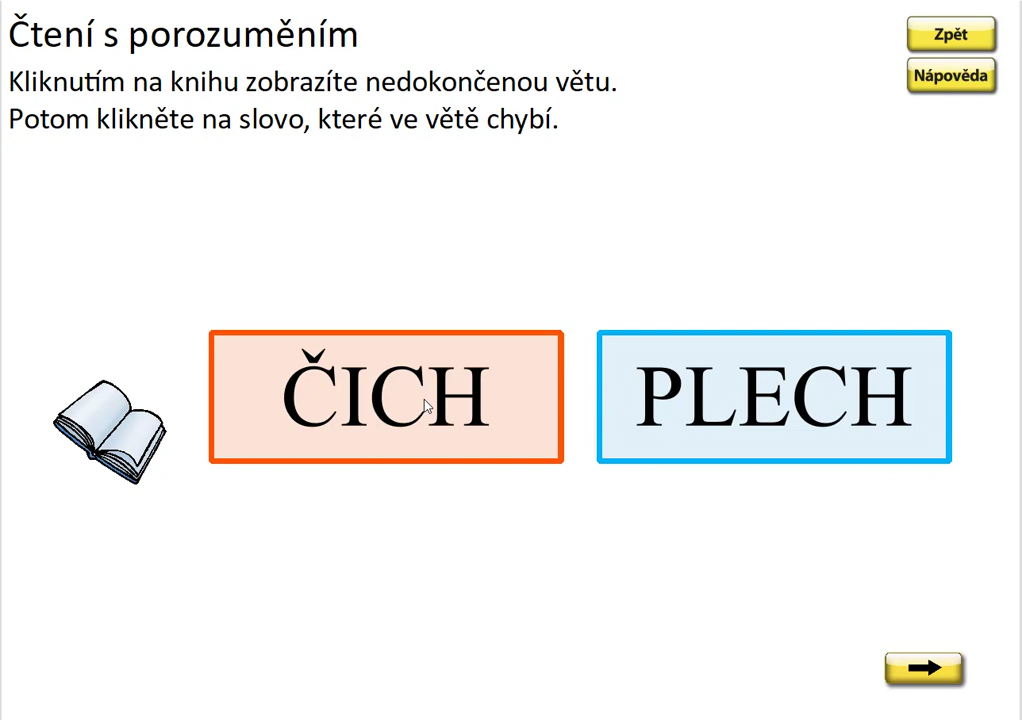 Čtení s porozuměním
Zpět
Kliknutím na knihu zobrazíte nedokončenou větu.
Nápověda
Potom klikněte na slovo, které ve větě chybí.
ČICH
PLECH